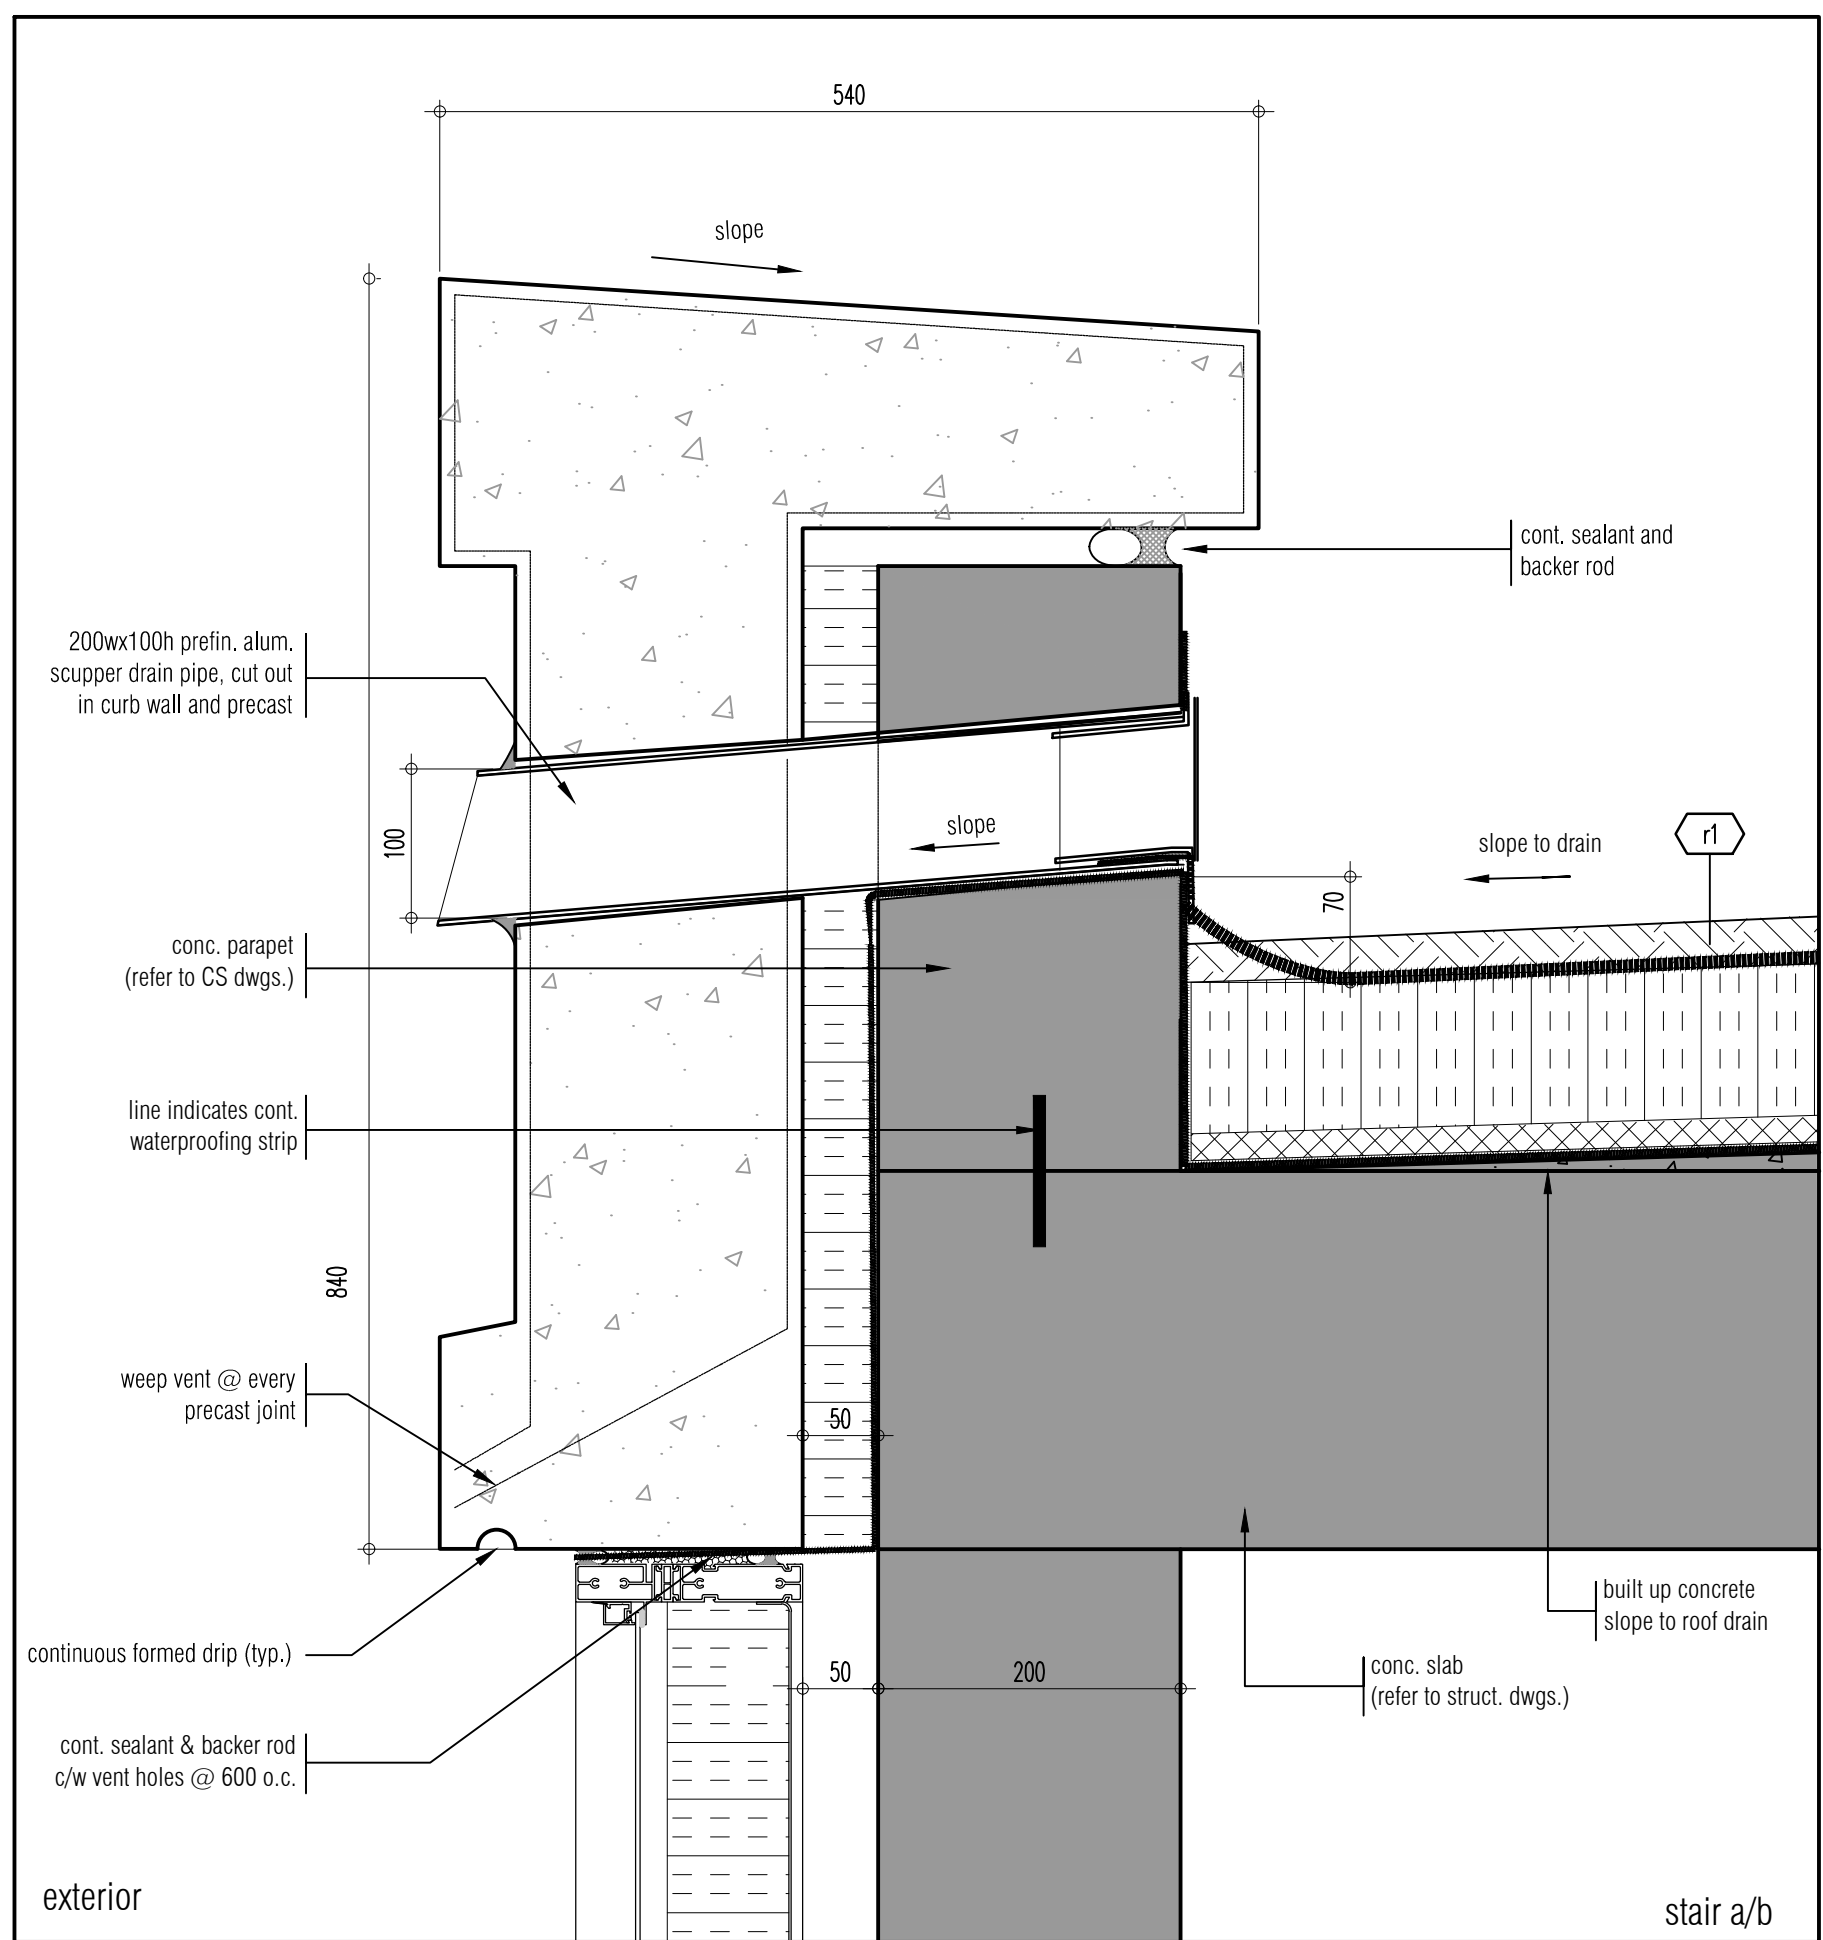 540
slope
cont. sealant and
backer rod
200wx100h prefin. alum.
scupper drain pipe, cut out
in curb wall and precast
100
slope
slope to drain
r1
70
conc. parapet
(refer to CS dwgs.)
line indicates cont.
waterproofing strip
840
weep vent @ every
precast joint
50
continuous formed drip (typ.)
built up concrete
slope to roof drain
50
200
conc. slab
(refer to struct. dwgs.)
cont. sealant & backer rod
c/w vent holes @ 600 o.c.
exterior
stair a/b